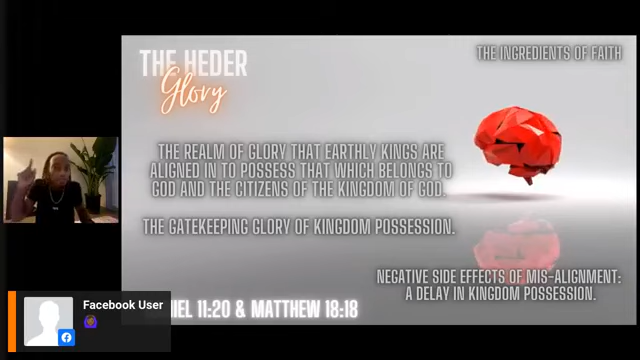 THE HEDER
Glory
THE INGREDIENTS OF FAITH
THE REALM OF GLORY THAT EARTHLY KINGS ARE
ALIGNED IN TO POSSESS THAT WHICH BELONGS TO
GOD AND THE CITIZENS OF THE KINGDOM OF GOD.
THE GATEKEEPING GLORY OF KINGDOM POSSESSION.
NEGATIVE SIDE EFFECTS OF MIS-ALIGNMENT:
A DELAY IN KINGDOM POSSESSION.
IEL 11:20 & MATTHEW 18:18
Facebook User